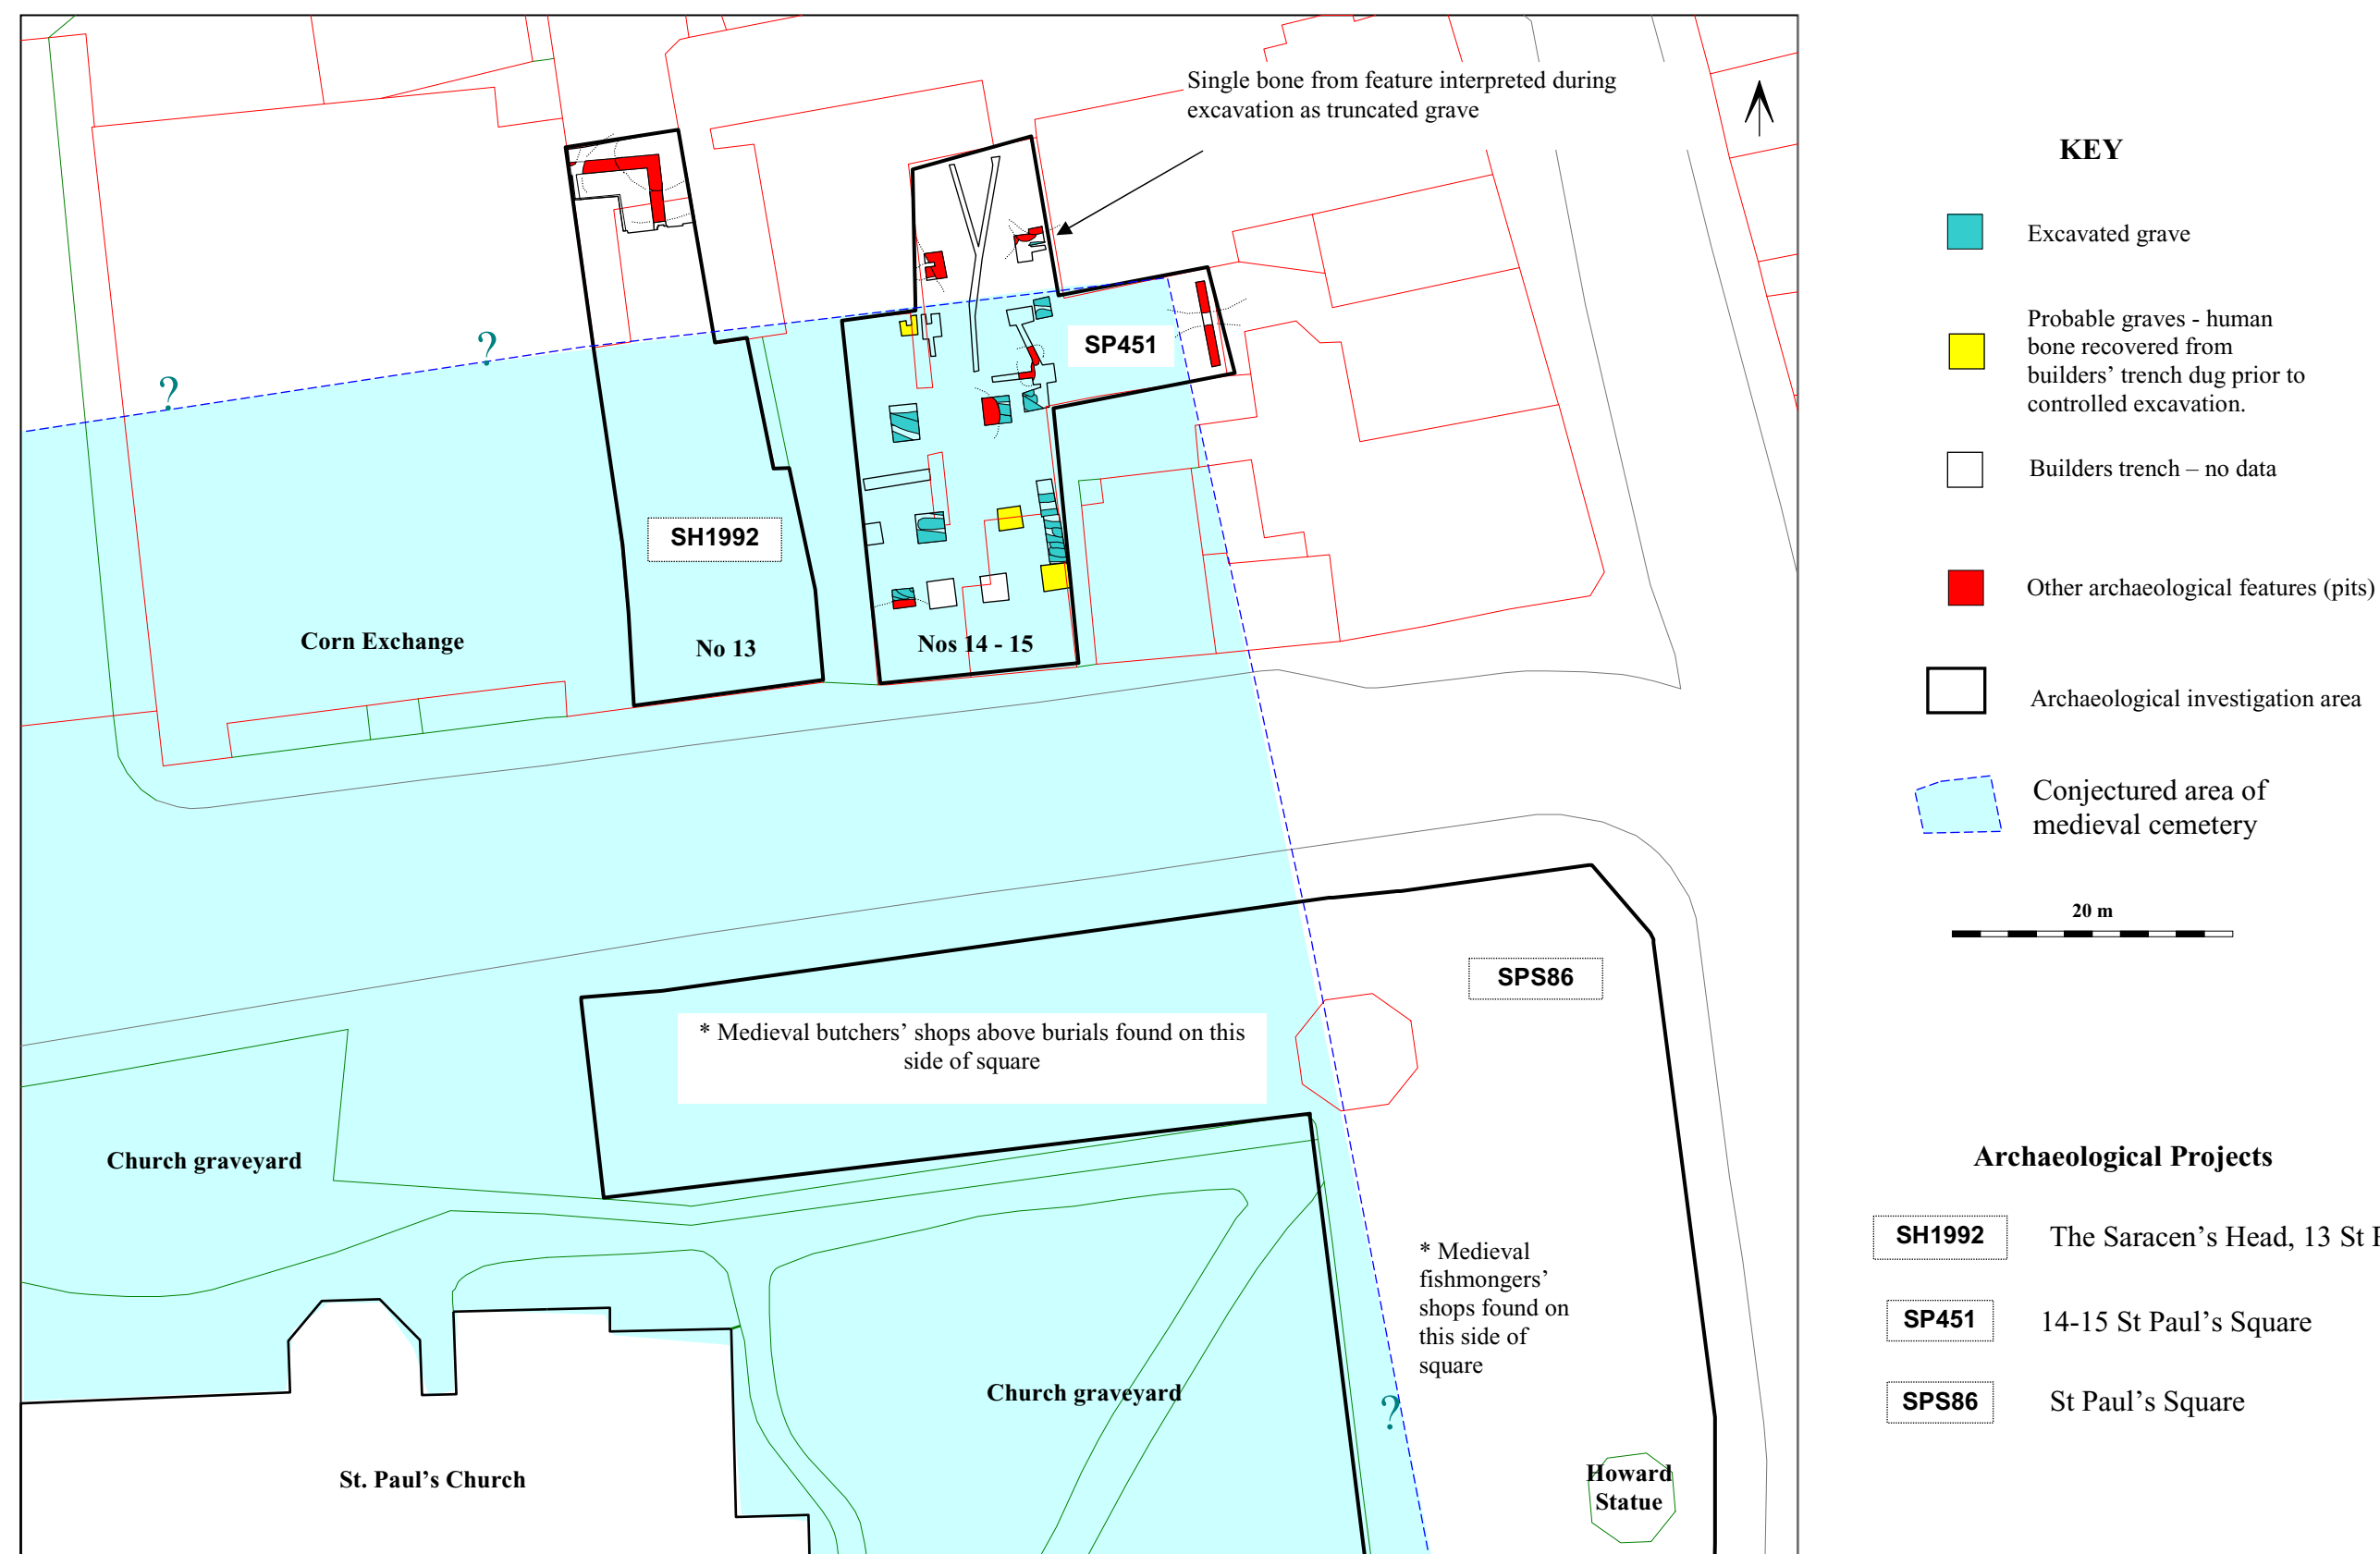 Single bone from feature interpreted during
excavation as truncated grave
?
?
SP451
SH1992
Corn Exchange
No 13
Nos 14 - 15
SPS86
* Medieval butchers’ shops above burials found on this
side of square
Church graveyard
* Medieval
fishmongers’
shops found on
this side of
square
Church graveyard
?
St. Paul’s Church
Howard
Statue
KEY
Excavated grave
Probable graves - human
bone recovered from
builders’ trench dug prior to
controlled excavation.
Builders trench – no data
Other archaeological features (pits)
Archaeological investigation area
Conjectured area of
medieval cemetery
20 m
Archaeological Projects
SH1992 The Saracen’s Head, 13 St
SP451 14-15 St Paul’s Square
SPS86 St Paul’s Square